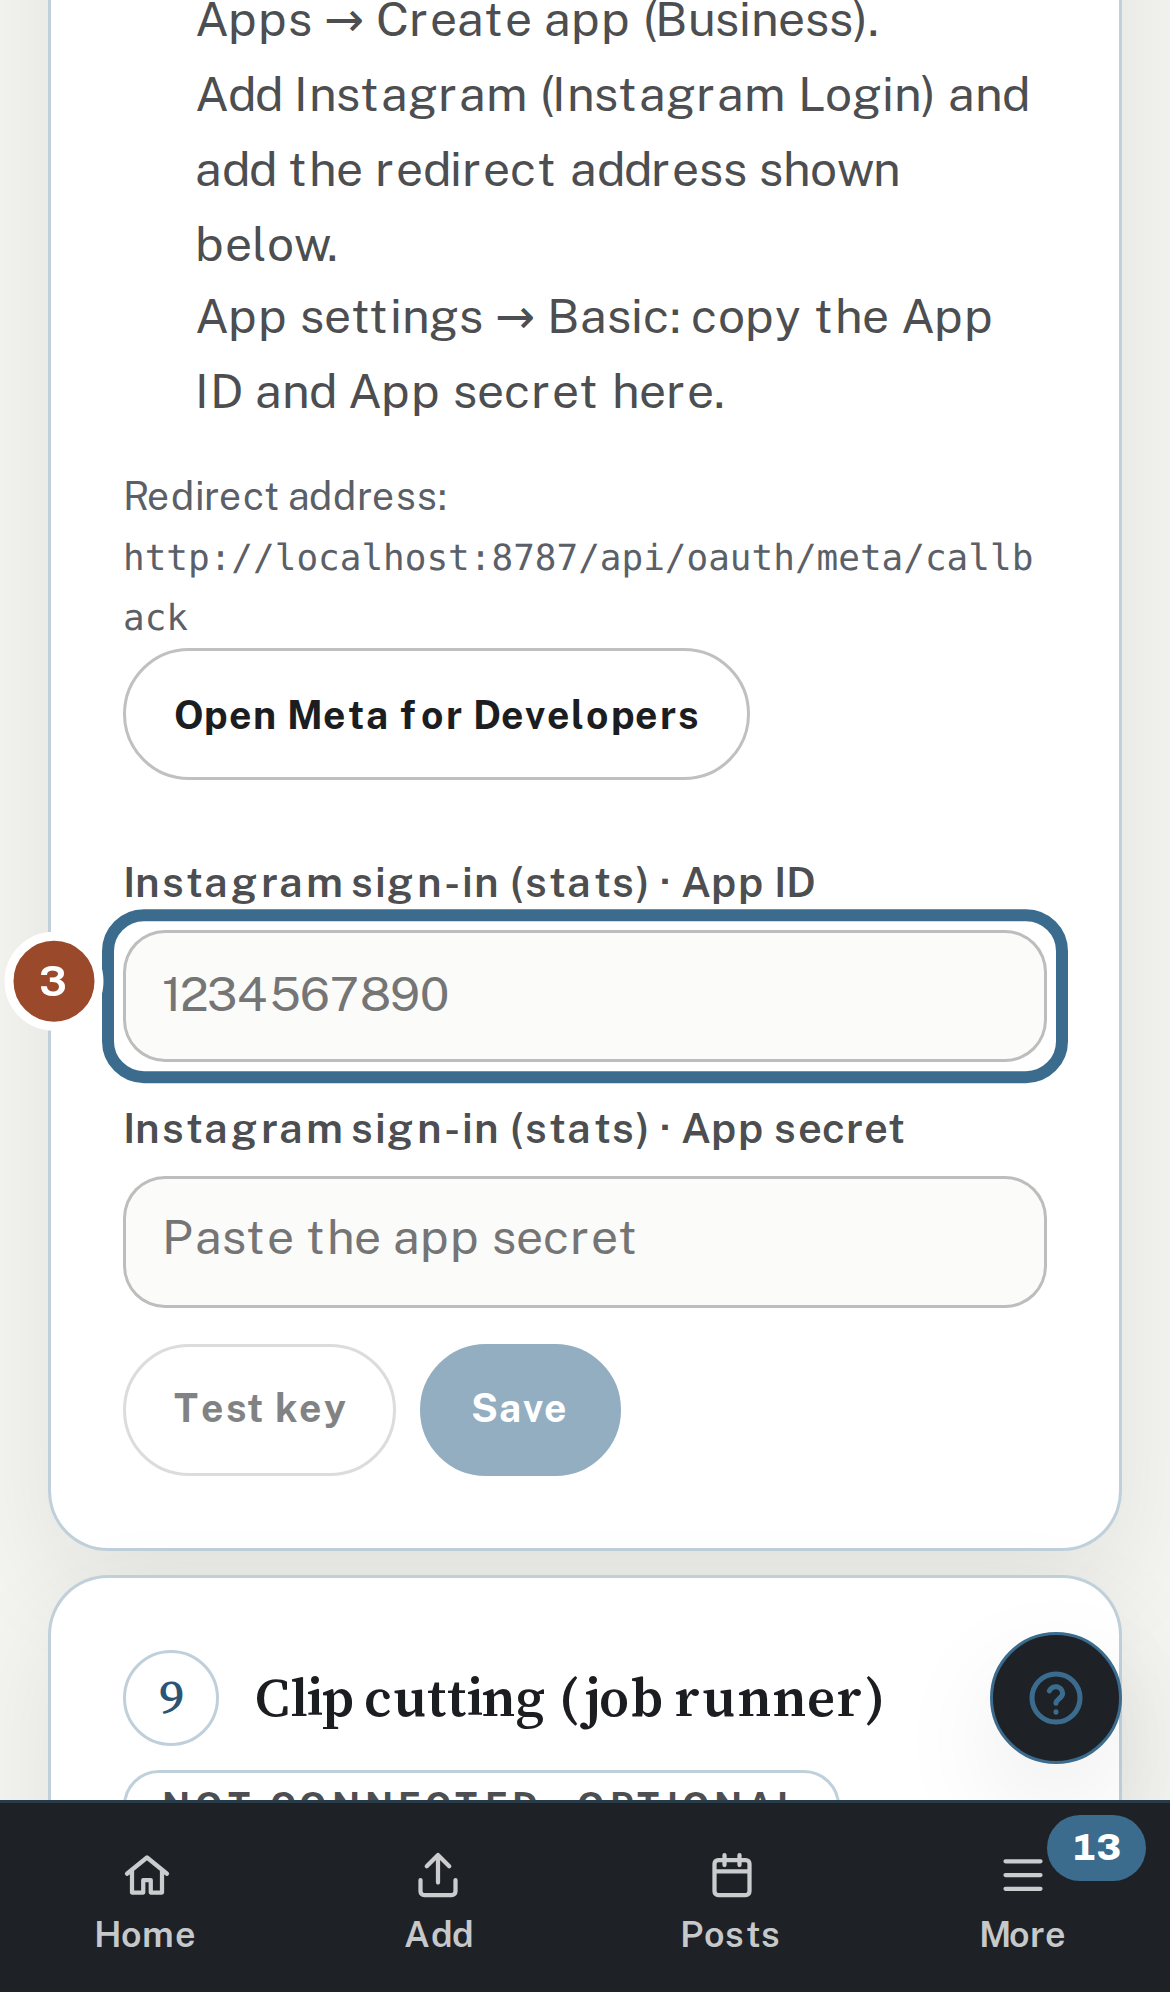 Apps → Create app (Business).
Add Instagram (Instagram Login) and
add the redirect address shown
below.
App settings → Basic: copy the App
ID and App secret here.
Redirect address:
http://localhost:8787/api/oauth/meta/callb
ack
Open Meta for Developers
Instagram sign-in (stats) · App ID
3
1234567890
Instagram sign-in (stats) · App secret
Paste the app secret
Test key Save
9 Clip cutting (job runner)
NOT CONNECTED · OPTIONAL
13
Home Add Posts More